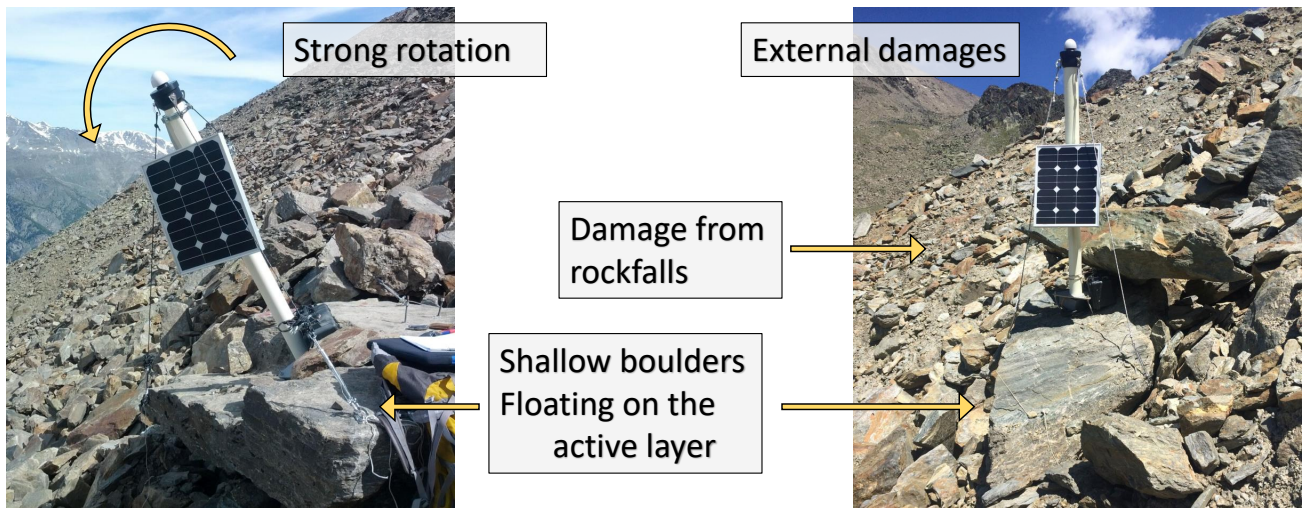 Strong rotation
External damages
Damage from
rockfalls
Shallow boulders
Floating on the
active layer